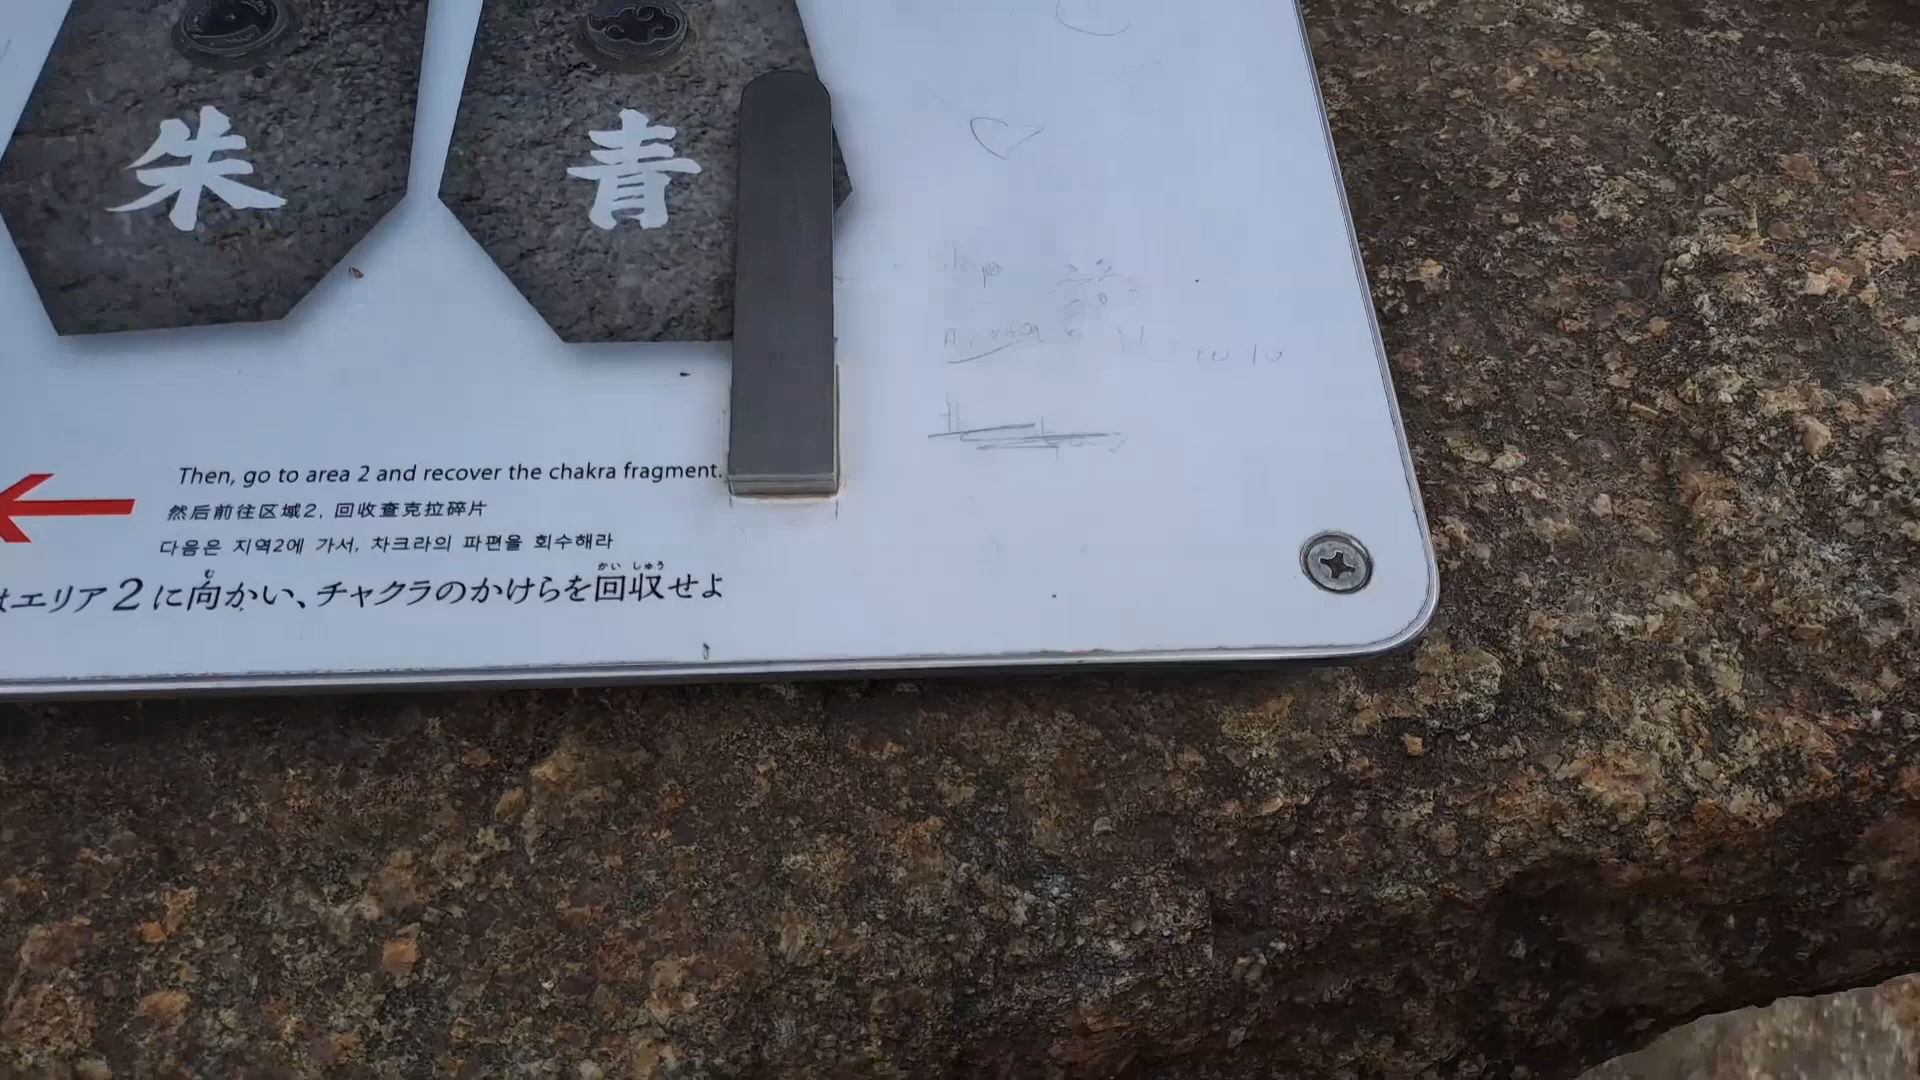 朱 青
Then, go to area 2 and recover the chakra fragment.
然后前往区域2, 回收查克拉碎片
다음은 지역2에 가서, 차크라의 파편을 회수해라
はエリア2に向かい、チャクラのかけらを回収せよ